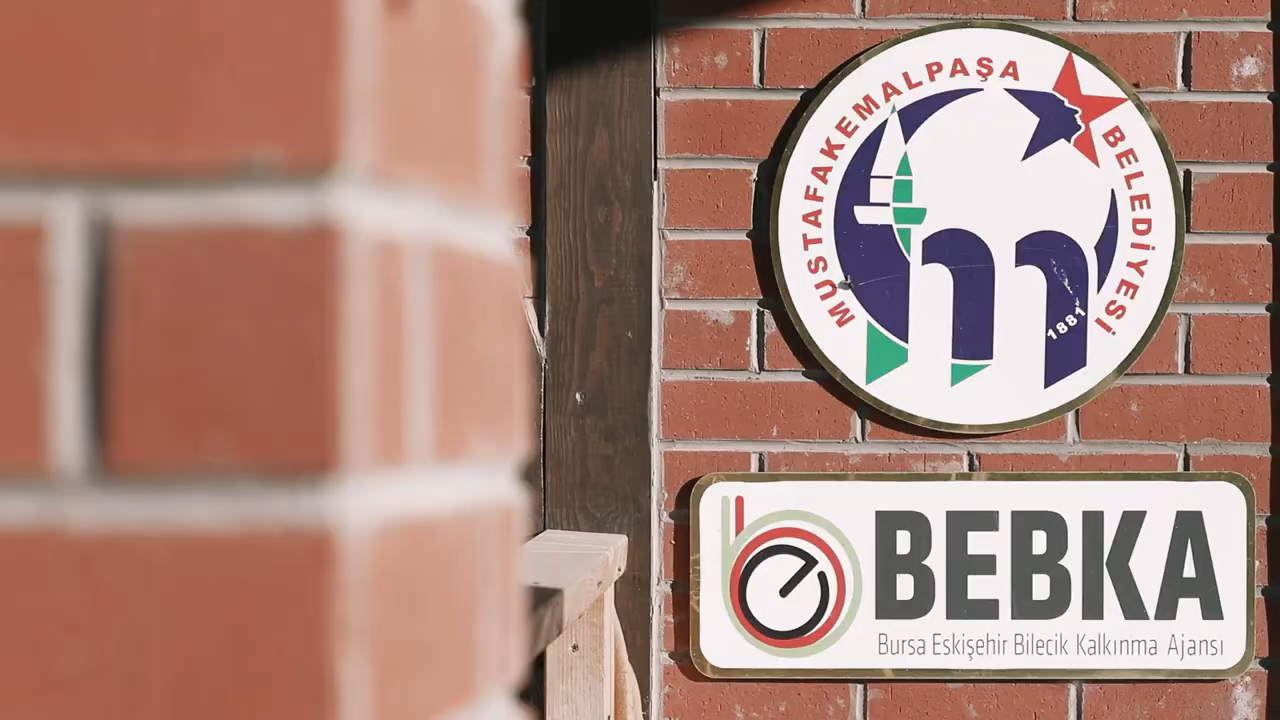 MUSTAFAKEMALPAŞA BELEDİYESİ
1881
BEBKA
Bursa Eskişehir Bilecik Kalkınma Ajansı